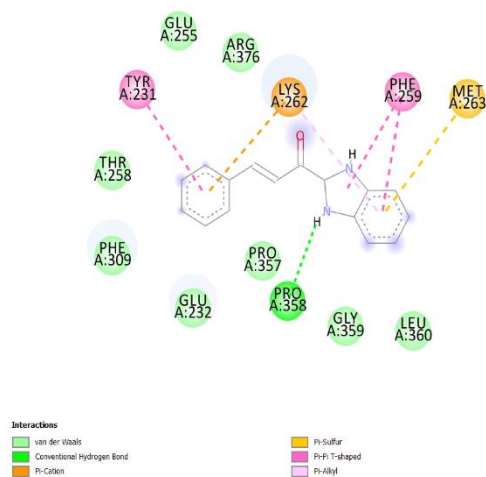 GLU
A:255
ARG
A:376
TYR
A:231
LYS
A:262
PHE
A:259
MET
A:263
O
H
N
THR
A:258
N
H
PHE
A:309
PRO
A:357
GLU
A:232
PRO
A:358
GLY
A:359
LEU
A:360
Interactions
van der Waals
Conventional Hydrogen Bond
Pi-Cation
Pi-Sulfur
Pi-Pi T-shaped
Pi-Alkyl